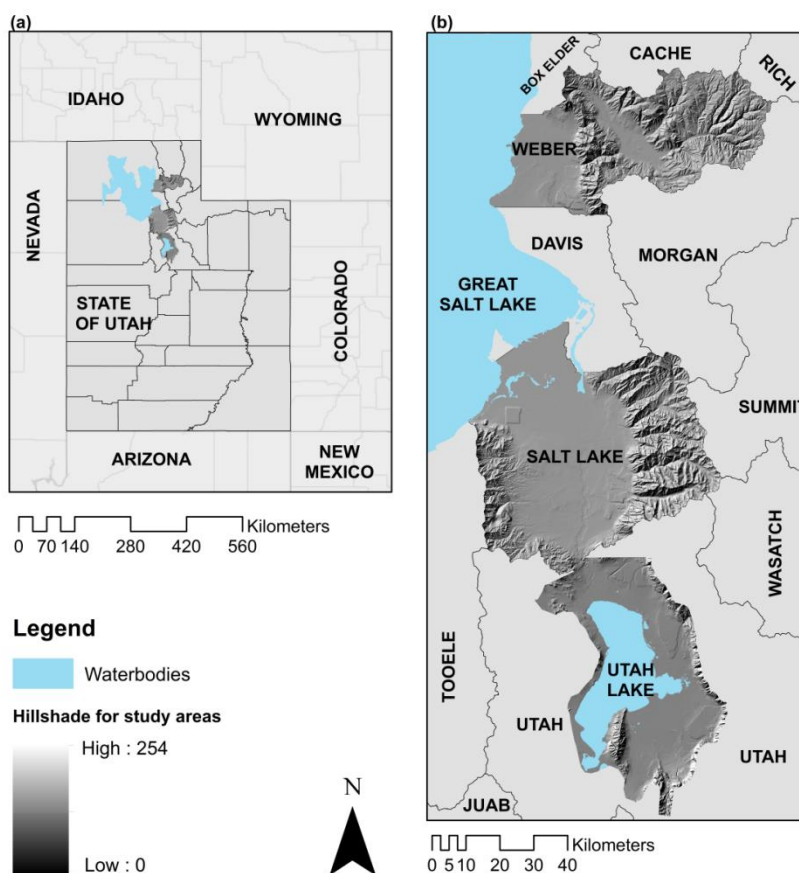 (a)
IDAHO
WYOMING
NEVADA
STATE
OF UTAH
COLORADO
ARIZONA
NEW
MEXICO
Kilometers
0 70 140 280 420 560
Legend
Waterbodies
Hillshade for study areas
High : 254
Low : 0
N
(b)
BOX ELDER
CACHE
RICH
WEBER
DAVIS
MORGAN
GREAT
SALT LAKE
SUMMIT
SALT LAKE
WASATCH
TOOELE
UTAH
LAKE
UTAH
UTAH
JUAB
Kilometers
0 5 10 20 30 40